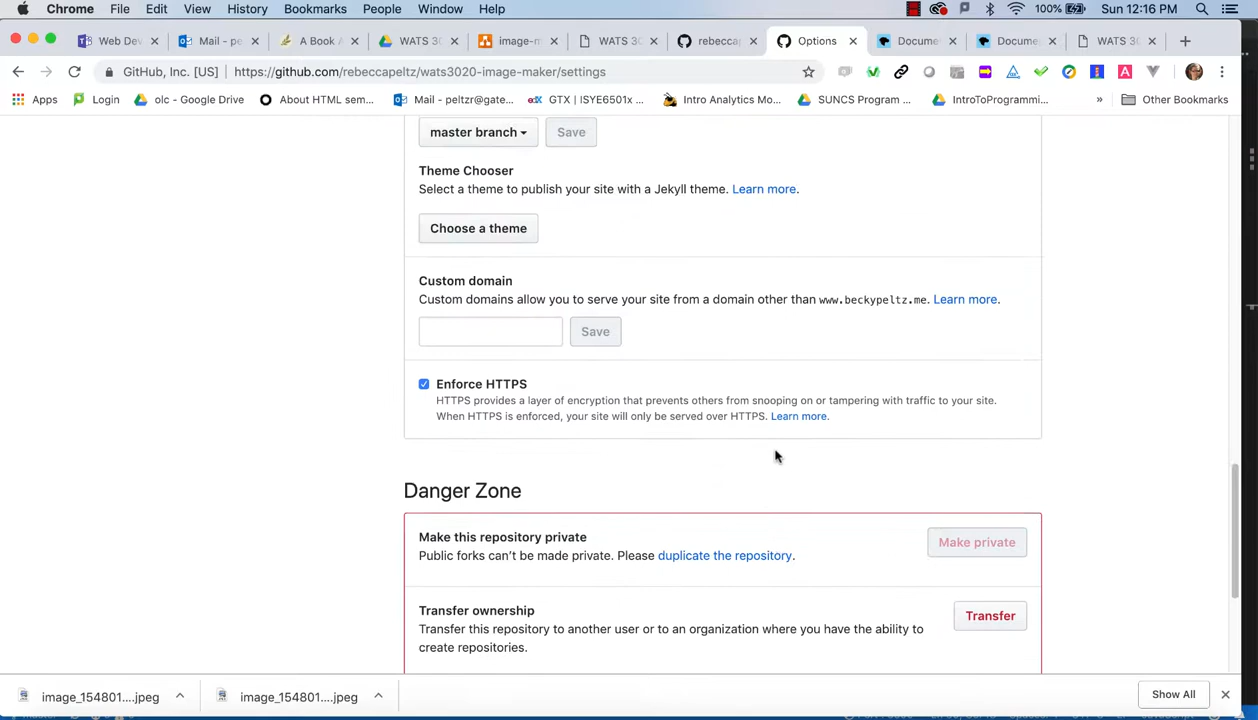 Chrome File Edit View History Bookmarks People Window Help 100% Sun 12:16 PM
Web Dev Mail - pe A Book A WATS 30 image-m WATS 30 rebeccap Options Docume Docume WATS 30
GitHub, Inc. [US] https://github.com/rebeccapeltz/wats3020-image-maker/settings
Apps Login olc - Google Drive About HTML sem... Mail - peltzr@gate... GTX | ISYE6501x ... Intro Analytics Mo... SUNCS Program ... IntroToProgrammi... » Other Bookmarks
master branch Save
Theme Chooser
Select a theme to publish your site with a Jekyll theme. Learn more.
Choose a theme
Custom domain
Custom domains allow you to serve your site from a domain other than www.beckypeltz.me. Learn more.
Save
Enforce HTTPS
HTTPS provides a layer of encryption that prevents others from snooping on or tampering with traffic to your site.
When HTTPS is enforced, your site will only be served over HTTPS. Learn more.
Danger Zone
Make this repository private
Public forks can't be made private. Please duplicate the repository.
Make private
Transfer ownership
Transfer this repository to another user or to an organization where you have the ability to
create repositories.
Transfer
image_154801....jpeg image_154801....jpeg Show All